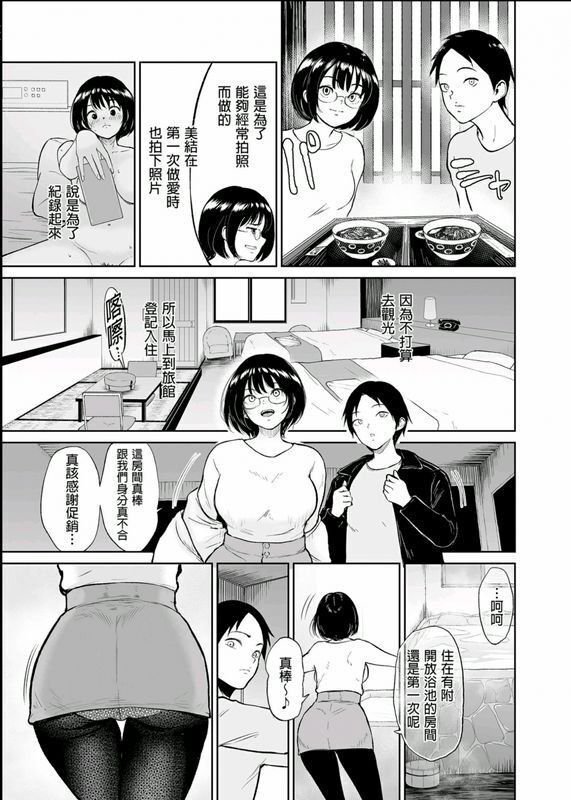 這是為了
能夠經常拍照
而做的
美結在
第一次做愛時
也拍下照片
說是為了
紀錄起來
因為不打算
去觀光
所以馬上到旅館
登記入住
喀嚓…
這房間真棒
跟我們身分真不合
真該感謝促銷…
…呵呵
住在有附
開放浴池的房間
還是第一次呢
真棒～♪